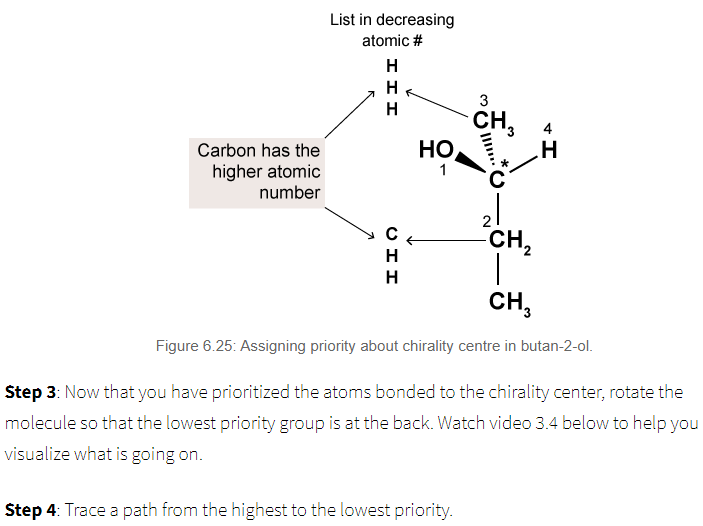 List in decreasing
atomic #
H
H
H
Carbon has the
higher atomic
number
C
H
H
3
CH3
4
H
HO
1
*
C
2
CH2
CH3
Figure 6.25: Assigning priority about chirality centre in butan-2-ol.
Step 3: Now that you have prioritized the atoms bonded to the chirality center, rotate the
molecule so that the lowest priority group is at the back. Watch video 3.4 below to help you
visualize what is going on.
Step 4: Trace a path from the highest to the lowest priority.